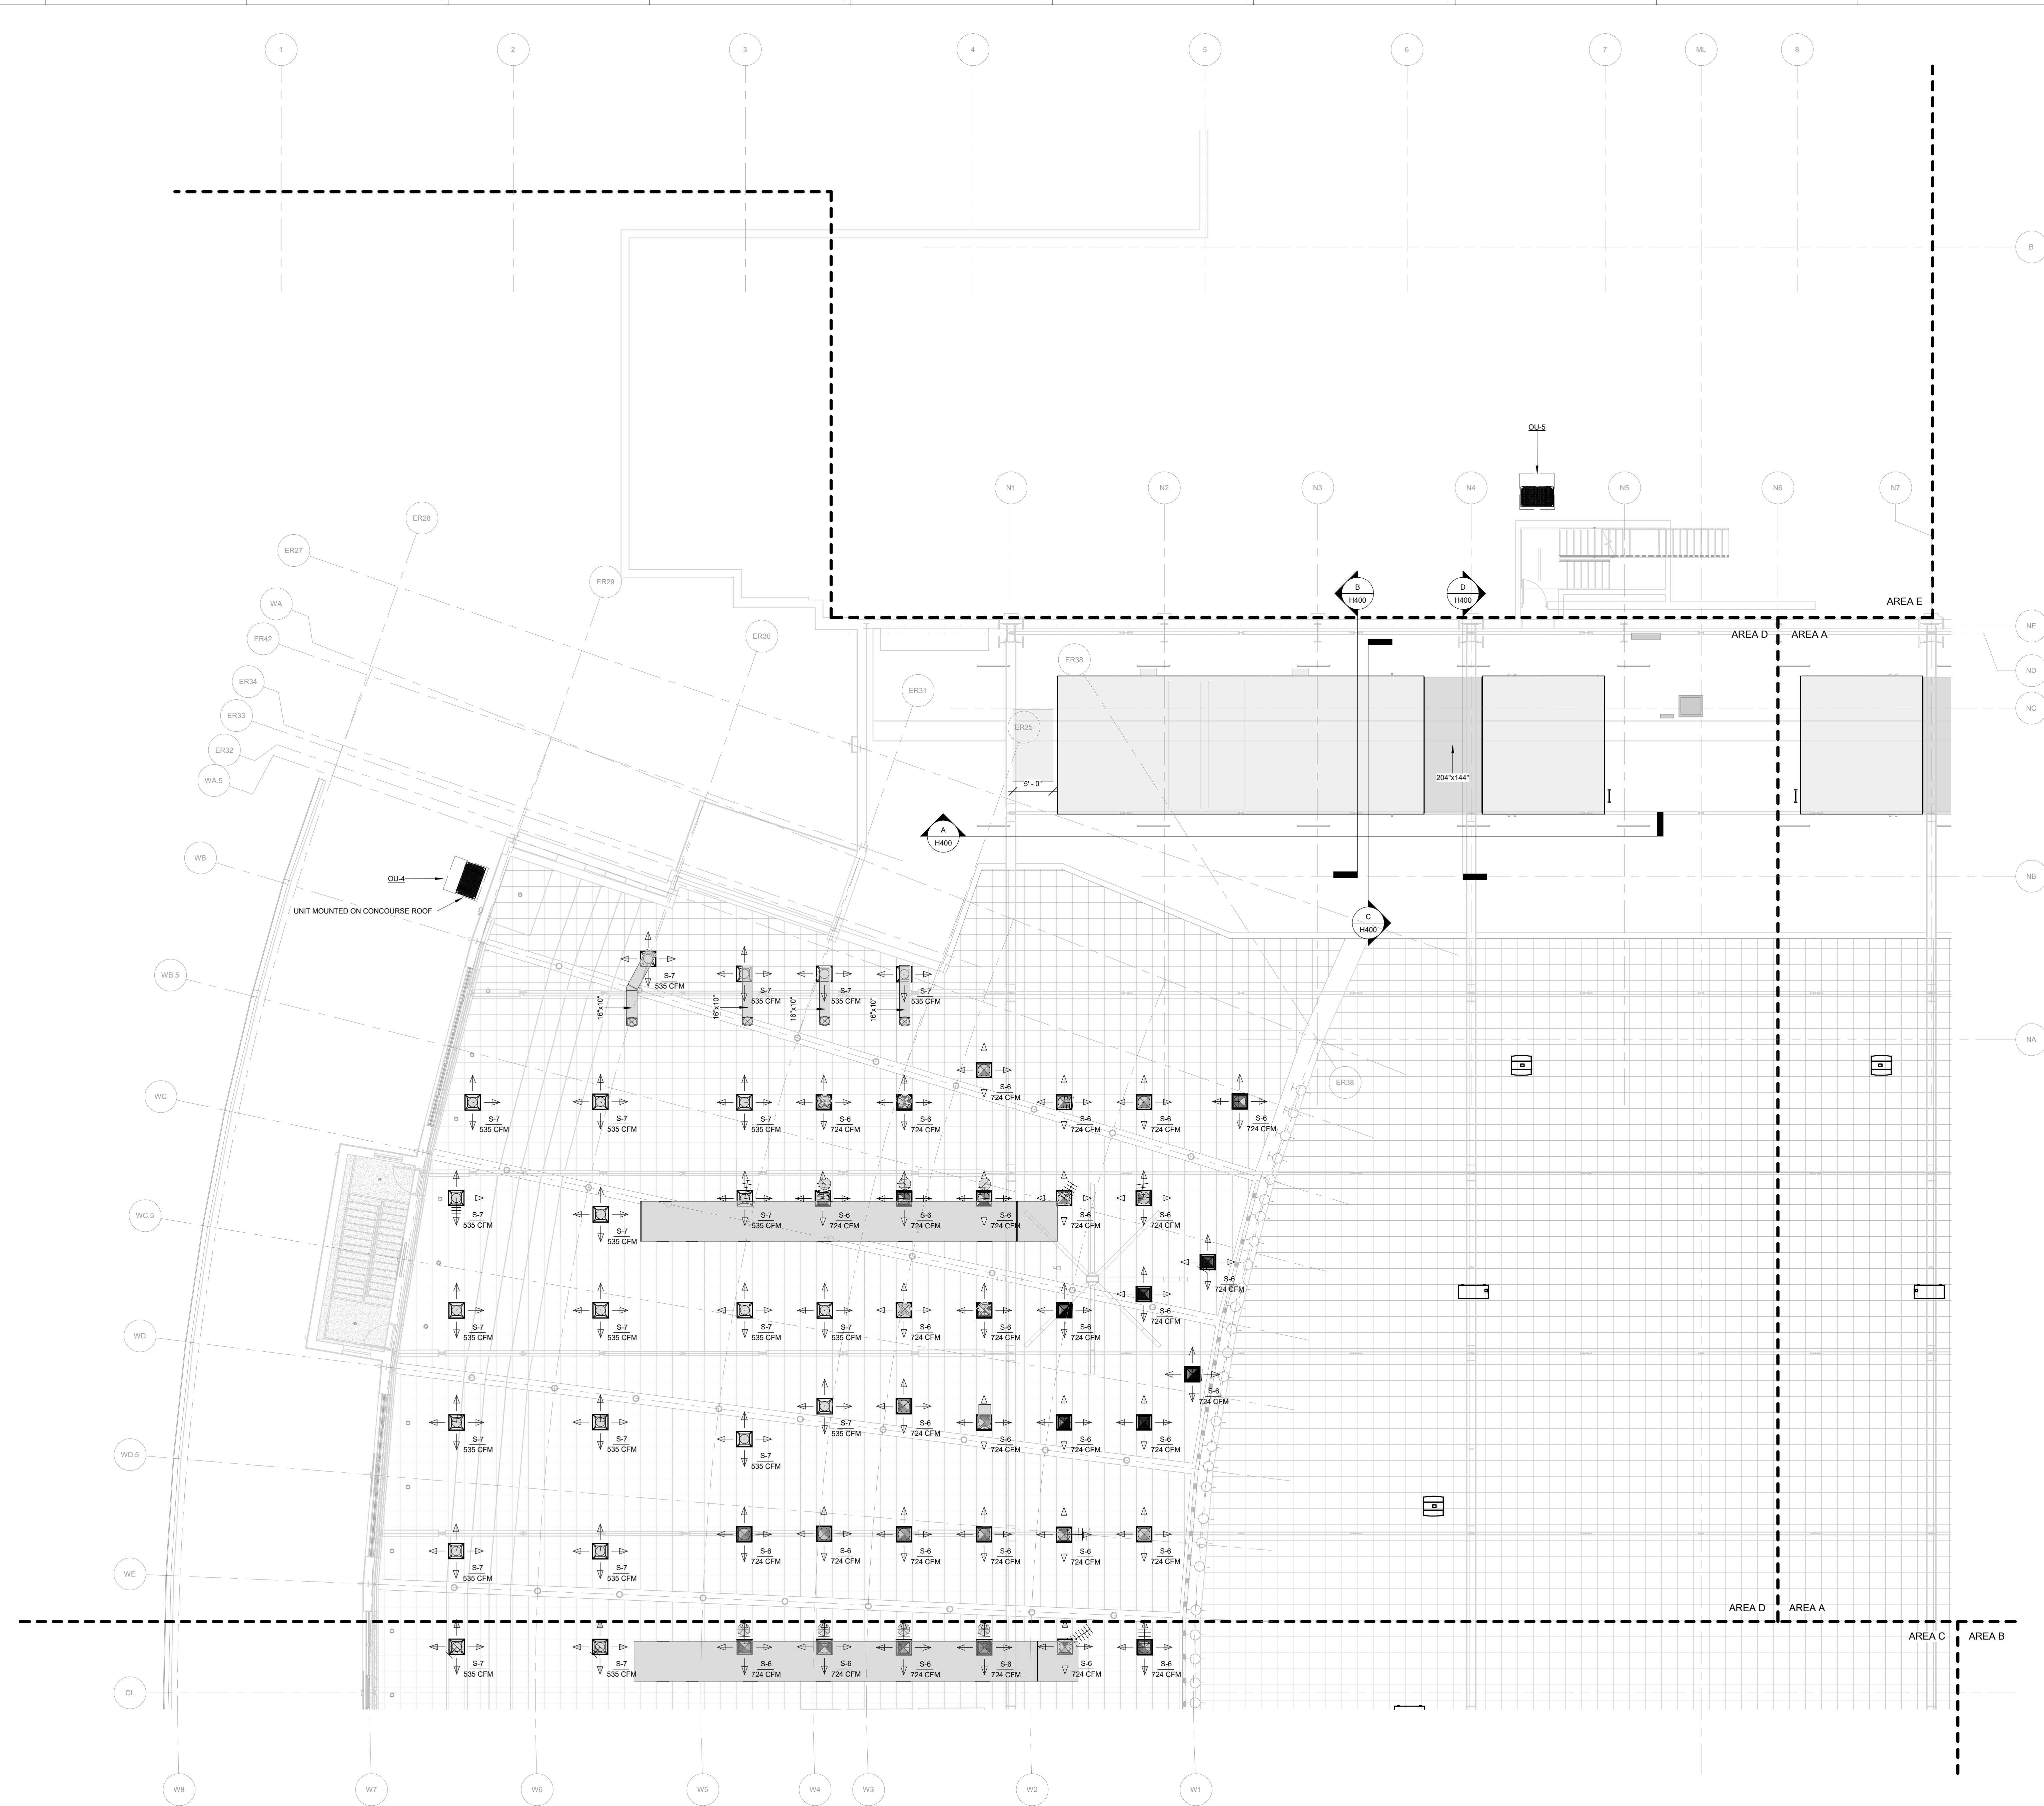 1 2 3 4 5 6 7 ML 8
B
OU-5
N1 N2 N3 N4 N5 N6 N7
ER28
ER27
ER29
WA
B D
H400 H400
AREA E
ER42
ER30
NE
AREA D AREA A
ER38
ND
ER34
ER31
NC
ER33
ER35
ER32
WA.5
204"x144"
5' - 0"
A
H400
WB
NB
OU-4
UNIT MOUNTED ON CONCOURSE ROOF
C
H400
WB.5
S-7
535 CFM
S-7 S-7 S-7
535 CFM 535 CFM 535 CFM
16"x10" 16"x10" 16"x10" 16"x10"
NA
S-6
724 CFM
ER38
WC
S-7 S-7 S-7 S-6 S-6 S-6 S-6 S-6
535 CFM 535 CFM 535 CFM 724 CFM 724 CFM 724 CFM 724 CFM 724 CFM
WC.5
S-7 S-7 S-6 S-6 S-6 S-6 S-6
535 CFM 535 CFM 724 CFM 724 CFM 724 CFM 724 CFM 724 CFM
S-7
535 CFM
S-6
724 CFM
S-6
724 CFM
WD
S-7 S-7 S-7 S-7 S-6 S-6 S-6
535 CFM 535 CFM 535 CFM 535 CFM 724 CFM 724 CFM 724 CFM
S-6
724 CFM
S-7 S-6
535 CFM 724 CFM
S-7 S-7 S-6 S-6 S-6
535 CFM 535 CFM 724 CFM 724 CFM 724 CFM
WD.5
S-7
535 CFM
S-6 S-6 S-6 S-6 S-6 S-6
724 CFM 724 CFM 724 CFM 724 CFM 724 CFM 724 CFM
WE
S-7 S-7
535 CFM 535 CFM
AREA D AREA A
AREA C AREA B
S-7 S-7 S-6 S-6 S-6 S-6 S-6 S-6
535 CFM 535 CFM 724 CFM 724 CFM 724 CFM 724 CFM 724 CFM 724 CFM
CL
W8 W7 W6 W5 W4 W3 W2 W1